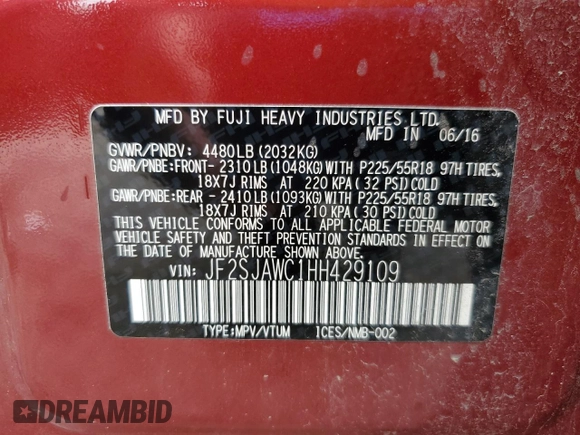 MFD BY FUJI HEAVY INDUSTRIES LTD.
MFD IN 06/16
GVWR/PNBV: 4480LB(2032KG)
GAWR/PNBE:FRONT-2310LB(1048KG)WITH P225/55R18 97H TIRES,
18X7J RIMS AT 220 KPA(32 PSI)COLD
GAWR/PNBE:REAR -2410LB(1093KG)WITH P225/55R18 97H TIRES,
18X7J RIMS AT 210 KPA(30 PSI)COLD
THIS VEHICLE CONFORMS TO ALL APPLICABLE FEDERAL MOTOR
VEHICLE SAFETY AND THEFT PREVENTION STANDARDS IN EFFECT ON
THE DATE OF MANUFACTURE SHOWN ABOVE.
VIN: JF2SJAWC1HH429109
TYPE:MPV/VTUM ICES/NMB-002
DREAMBID